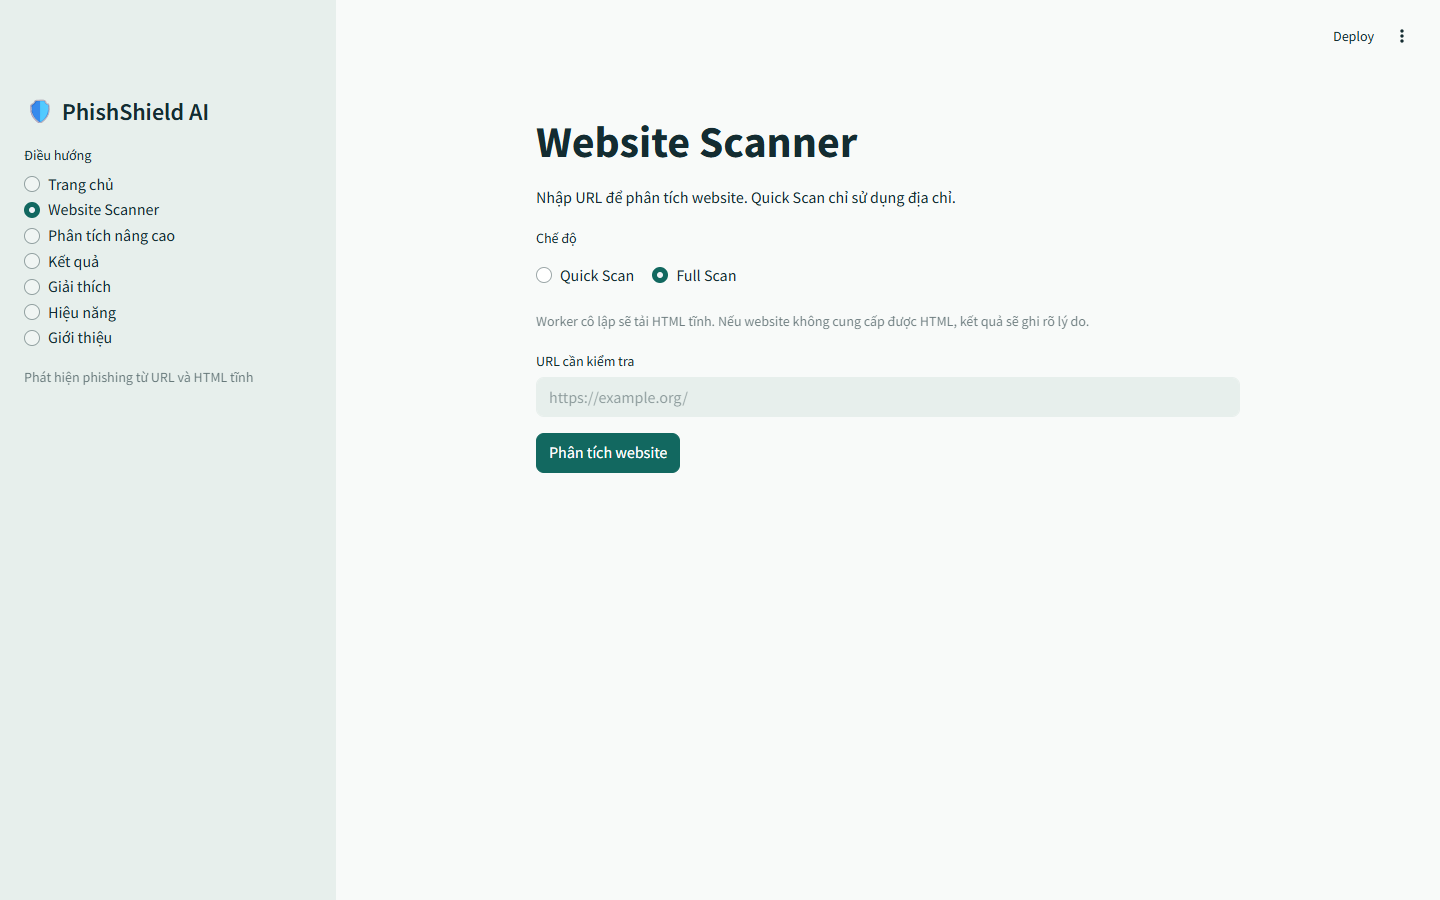 Deploy
PhishShield AI
Điều hướng
Trang chủ
Website Scanner
Phân tích nâng cao
Kết quả
Giải thích
Hiệu năng
Giới thiệu
Phát hiện phishing từ URL và HTML tĩnh
Website Scanner
Nhập URL để phân tích website. Quick Scan chỉ sử dụng địa chỉ.
Chế độ
Quick Scan
Full Scan
Worker cô lập sẽ tải HTML tĩnh. Nếu website không cung cấp được HTML, kết quả sẽ ghi rõ lý do.
URL cần kiểm tra
https://example.org/
Phân tích website